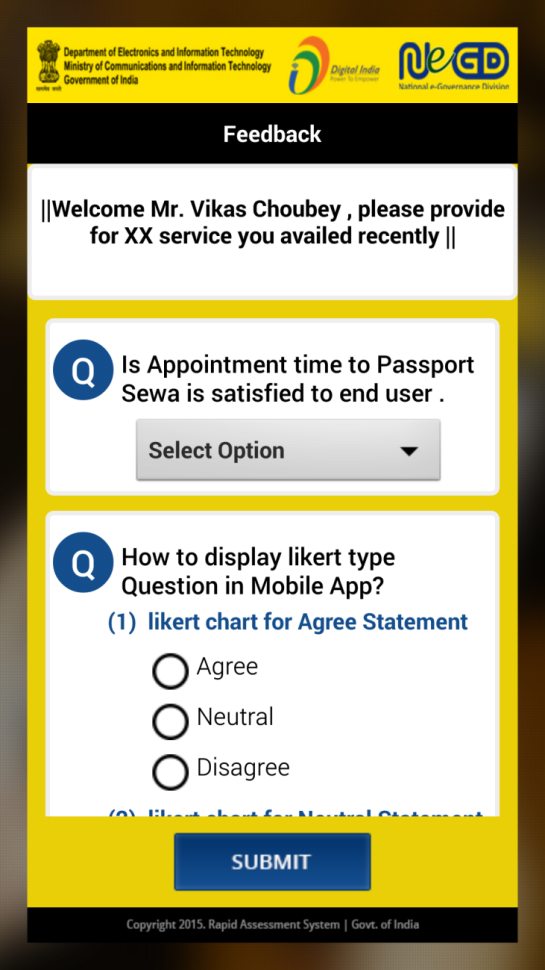 Department of Electronics and Information Technology
Ministry of Communications and Information Technology
Government of India
सत्यमेव जयते
Digital India
Power To Empower
NeGD
National e-Governance Division
Feedback
||Welcome Mr. Vikas Choubey , please provide
for XX service you availed recently ||
Q
Is Appointment time to Passport
Sewa is satisfied to end user .
Select Option
Q
How to display likert type
Question in Mobile App?
(1) likert chart for Agree Statement
Agree
Neutral
Disagree
(2) likert chart for Neutral Statement
SUBMIT
Copyright 2015. Rapid Assessment System | Govt. of India